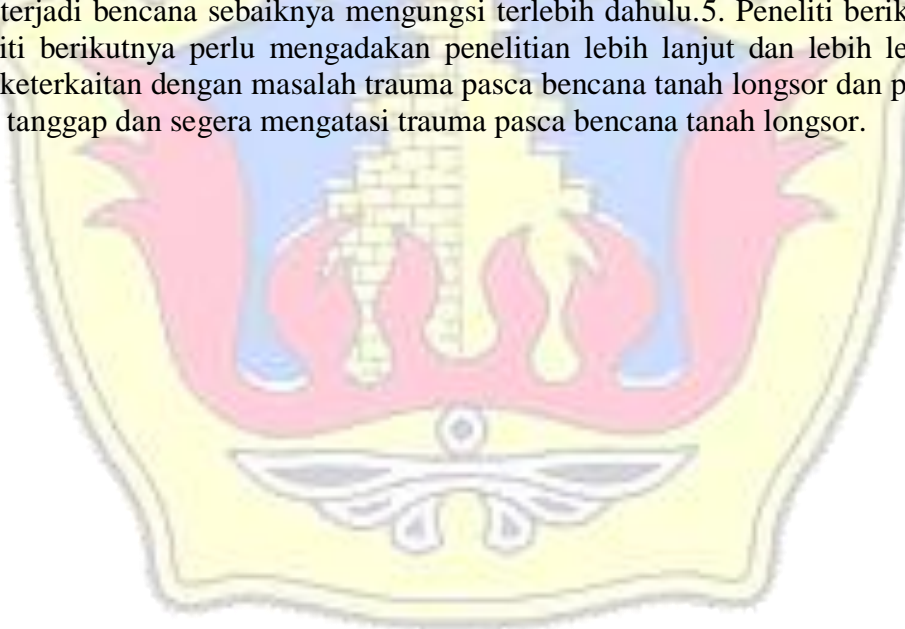 terjadi bencana sebaiknya mengungsi terlebih dahulu.5. Peneliti berik
iti berikutnya perlu mengadakan penelitian lebih lanjut dan lebih le
keterkaitan dengan masalah trauma pasca bencana tanah longsor dan p
tanggap dan segera mengatasi trauma pasca bencana tanah longsor.